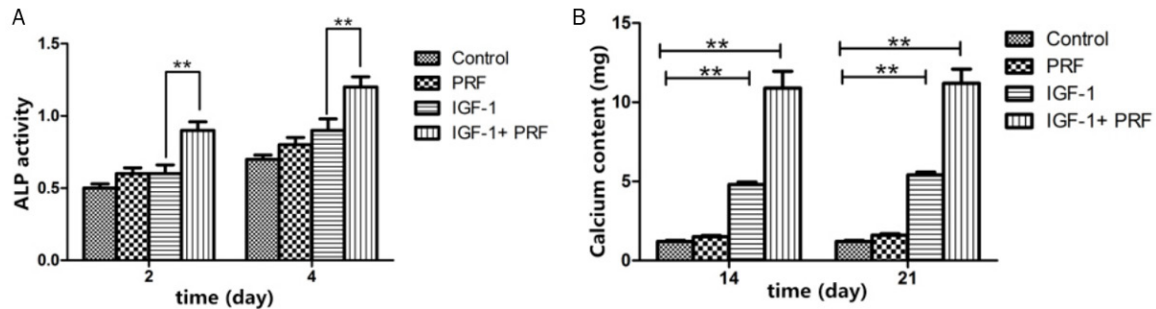 A
ALP activity
1.5
1.0
0.5
0.0
**
**
2
4
time (day)
Control
PRF
IGF-1
IGF-1+ PRF
B
Calcium content (mg)
15
10
5
0
**
**
**
**
14
21
time (day)
Control
PRF
IGF-1
IGF-1+ PRF